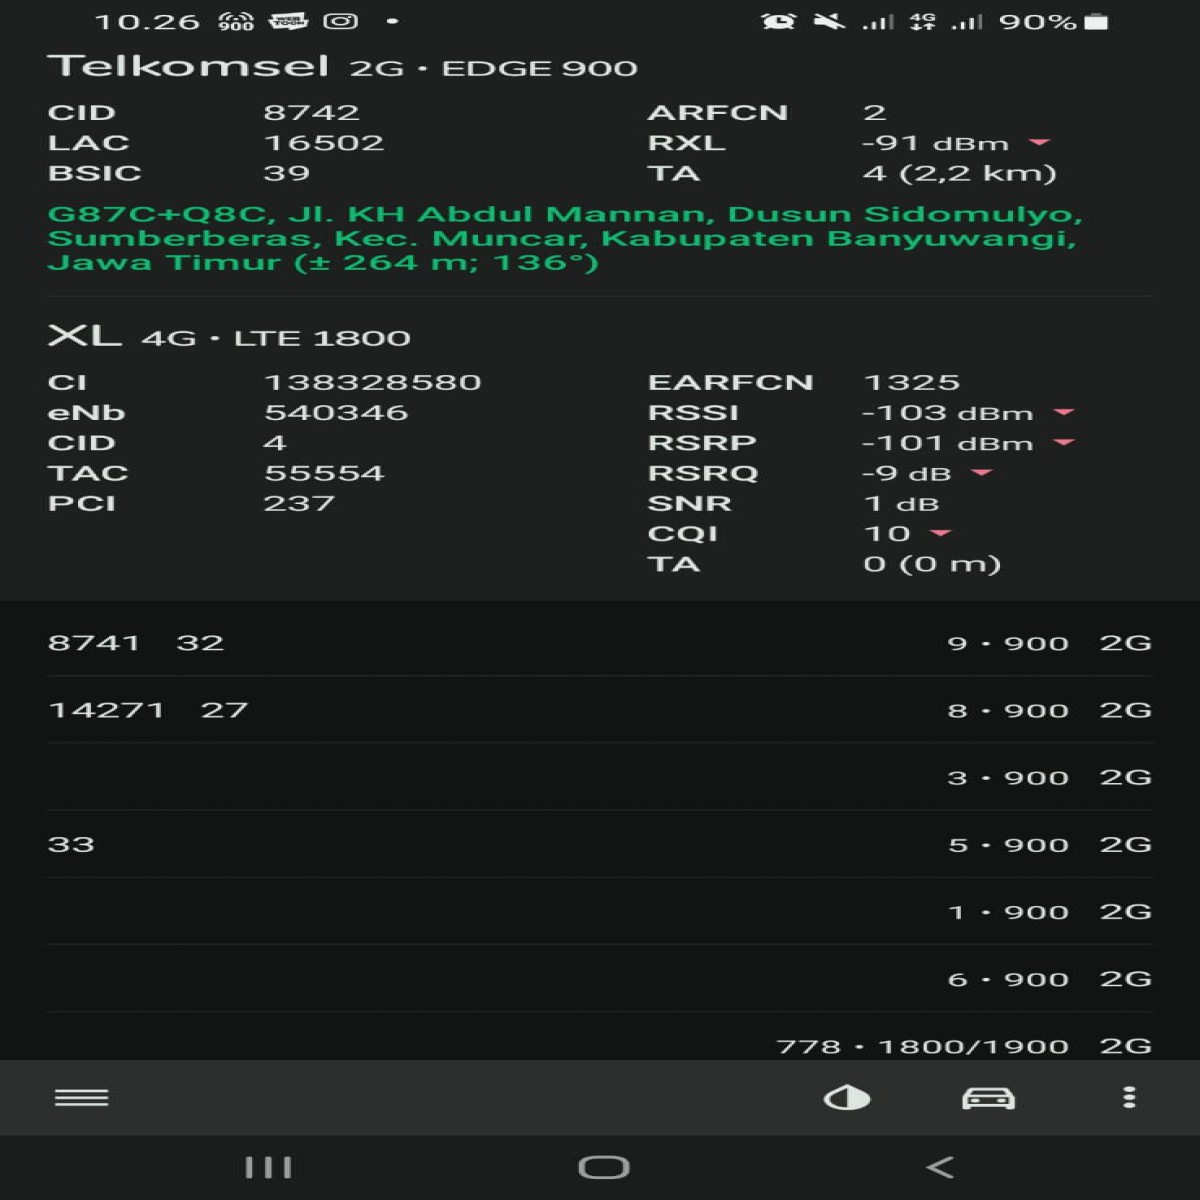 10.26 900 WEB TOON • 4G 90%
Telkomsel 2G • EDGE 900
CID 8742 ARFCN 2
LAC 16502 RXL -91 dBm
BSIC 39 TA 4 (2,2 km)
G87C+Q8C, Jl. KH Abdul Mannan, Dusun Sidomulyo,
Sumberberas, Kec. Muncar, Kabupaten Banyuwangi,
Jawa Timur (± 264 m; 136°)
XL 4G • LTE 1800
CI 138328580 EARFCN 1325
eNb 540346 RSSI -103 dBm
CID 4 RSRP -101 dBm
TAC 55554 RSRQ -9 dB
PCI 237 SNR 1 dB
CQI 10
TA 0 (0 m)
8741 32 9 • 900 2G
14271 27 8 • 900 2G
3 • 900 2G
33 5 • 900 2G
1 • 900 2G
6 • 900 2G
778 • 1800/1900 2G